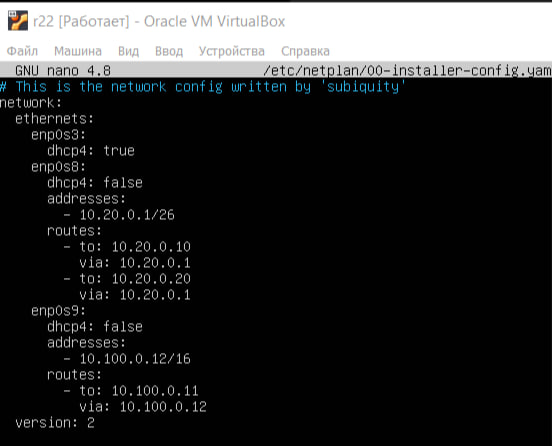 r22 [Работает] - Oracle VM VirtualBox
Файл Машина Вид Ввод Устройства Справка
GNU nano 4.8 /etc/netplan/00-installer-config.yam
# This is the network config written by 'subiquity'
network:
  ethernets:
    enp0s3:
      dhcp4: true
    enp0s8:
      dhcp4: false
      addresses:
        - 10.20.0.1/26
      routes:
        - to: 10.20.0.10
          via: 10.20.0.1
        - to: 10.20.0.20
          via: 10.20.0.1
    enp0s9:
      dhcp4: false
      addresses:
        - 10.100.0.12/16
      routes:
        - to: 10.100.0.11
          via: 10.100.0.12
  version: 2